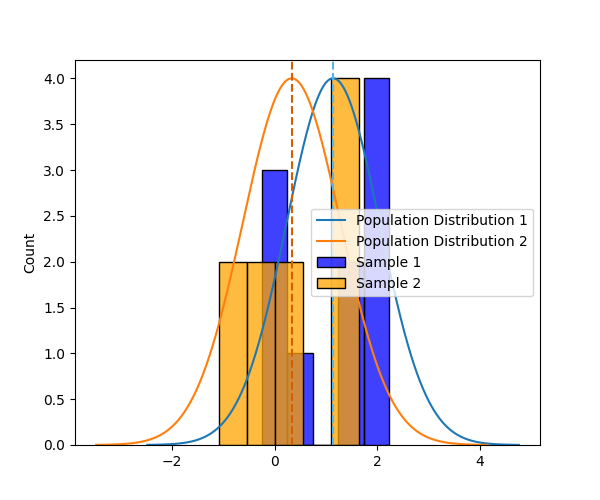 4.0
3.5
3.0
2.5
2.0
1.5
1.0
0.5
0.0
Count
Population Distribution 1
Population Distribution 2
Sample 1
Sample 2
−2
0
2
4